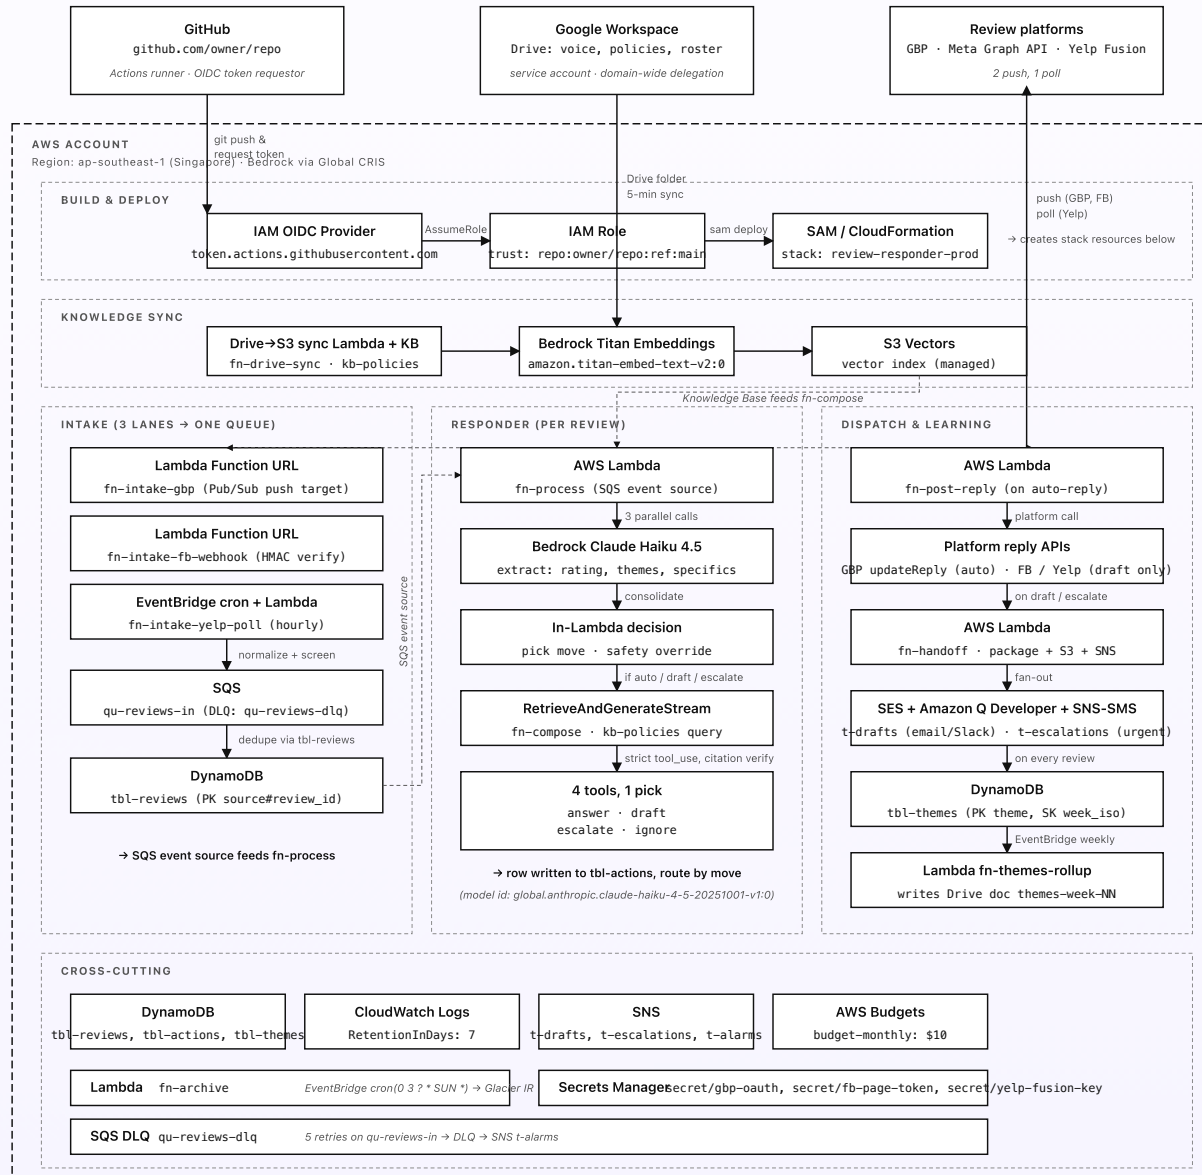 GitHub
github.com/owner/repo
Actions runner · OIDC token requestor
Google Workspace
Drive: voice, policies, roster
service account · domain-wide delegation
Review platforms
GBP · Meta Graph API · Yelp Fusion
2 push, 1 poll
git push &
request token
AWS ACCOUNT
Region: ap-southeast-1 (Singapore) · Bedrock via Global CRIS
Drive folder
5-min sync
push (GBP, FB)
poll (Yelp)
BUILD & DEPLOY
IAM OIDC Provider
token.actions.githubusercontent.com
AssumeRole
IAM Role
trust: repo:owner/repo:ref:main
sam deploy
SAM / CloudFormation
stack: review-responder-prod
→ creates stack resources below
KNOWLEDGE SYNC
Drive→S3 sync Lambda + KB
fn-drive-sync · kb-policies
Bedrock Titan Embeddings
amazon.titan-embed-text-v2:0
S3 Vectors
vector index (managed)
Knowledge Base feeds fn-compose
INTAKE (3 LANES → ONE QUEUE)
Lambda Function URL
fn-intake-gbp (Pub/Sub push target)
Lambda Function URL
fn-intake-fb-webhook (HMAC verify)
EventBridge cron + Lambda
fn-intake-yelp-poll (hourly)
normalize + screen
SQS
qu-reviews-in (DLQ: qu-reviews-dlq)
dedupe via tbl-reviews
DynamoDB
tbl-reviews (PK source#review_id)
→ SQS event source feeds fn-process
SQS event source
RESPONDER (PER REVIEW)
AWS Lambda
fn-process (SQS event source)
3 parallel calls
Bedrock Claude Haiku 4.5
extract: rating, themes, specifics
consolidate
In-Lambda decision
pick move · safety override
if auto / draft / escalate
RetrieveAndGenerateStream
fn-compose · kb-policies query
strict tool_use, citation verify
4 tools, 1 pick
answer · draft
escalate · ignore
→ row written to tbl-actions, route by move
(model id: global.anthropic.claude-haiku-4-5-20251001-v1:0)
DISPATCH & LEARNING
AWS Lambda
fn-post-reply (on auto-reply)
platform call
Platform reply APIs
GBP updateReply (auto) · FB / Yelp (draft only)
on draft / escalate
AWS Lambda
fn-handoff · package + S3 + SNS
fan-out
SES + Amazon Q Developer + SNS-SMS
t-drafts (email/Slack) · t-escalations (urgent)
on every review
DynamoDB
tbl-themes (PK theme, SK week_iso)
EventBridge weekly
Lambda fn-themes-rollup
writes Drive doc themes-week-NN
CROSS-CUTTING
DynamoDB
tbl-reviews, tbl-actions, tbl-themes
CloudWatch Logs
RetentionInDays: 7
SNS
t-drafts, t-escalations, t-alarms
AWS Budgets
budget-monthly: $10
Lambda fn-archive EventBridge cron(0 3 ? * SUN *) → Glacier IR
Secrets Manager secret/gbp-oauth, secret/fb-page-token, secret/yelp-fusion-key
SQS DLQ qu-reviews-dlq 5 retries on qu-reviews-in → DLQ → SNS t-alarms